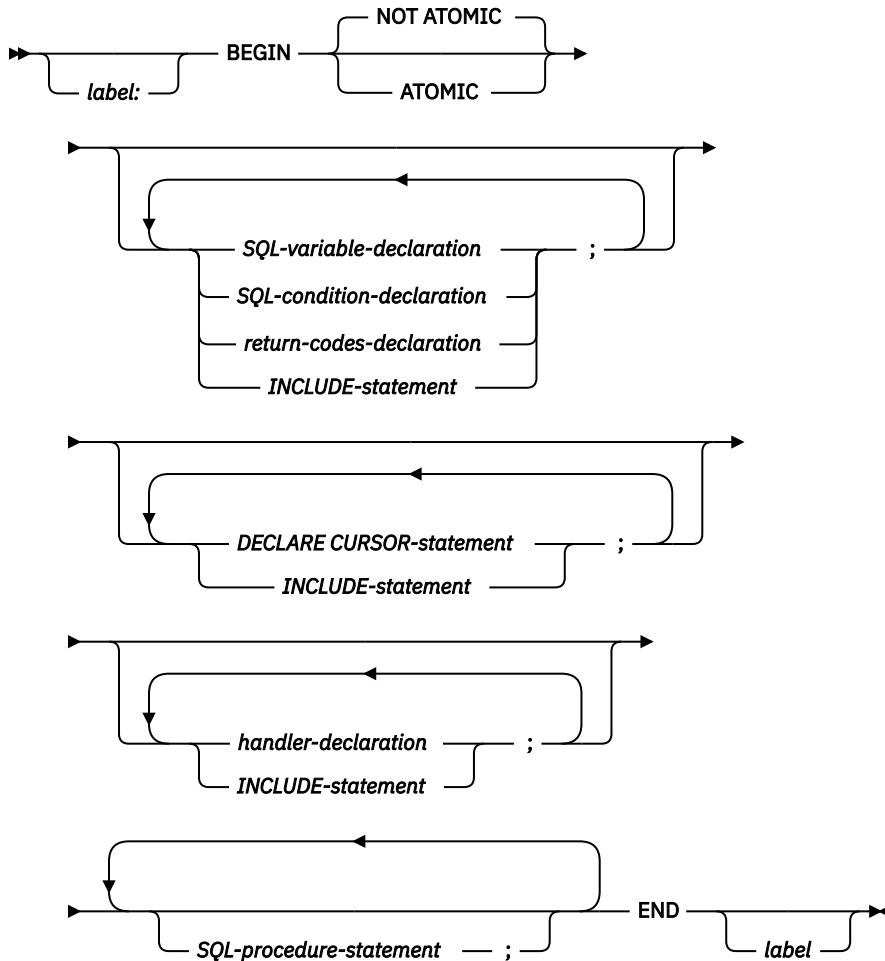 NOT ATOMIC
BEGIN
label:
ATOMIC
SQL-variable-declaration ;
SQL-condition-declaration
return-codes-declaration
INCLUDE-statement
DECLARE CURSOR-statement ;
INCLUDE-statement
handler-declaration ;
INCLUDE-statement
END
SQL-procedure-statement ;
label